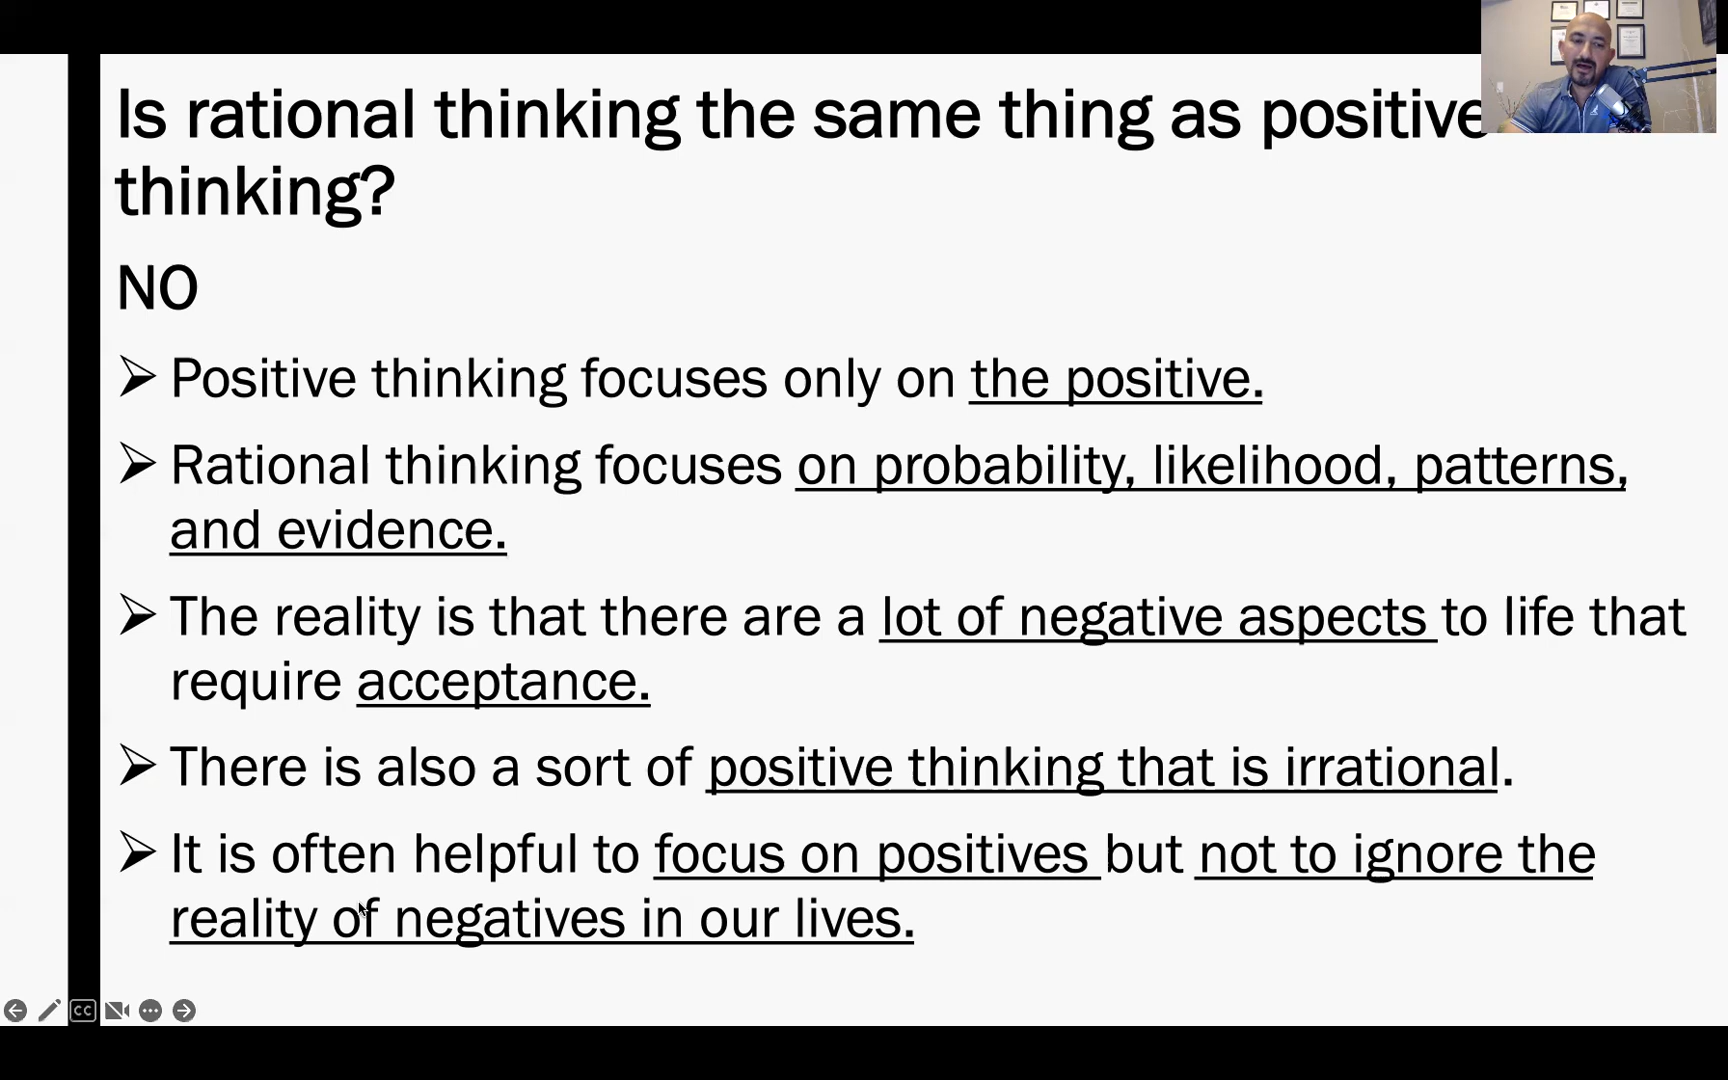 Is rational thinking the same thing as positive
thinking?
NO
Positive thinking focuses only on the positive.
Rational thinking focuses on probability, likelihood, patterns,
and evidence.
The reality is that there are a lot of negative aspects to life that
require acceptance.
There is also a sort of positive thinking that is irrational.
It is often helpful to focus on positives but not to ignore the
reality of negatives in our lives.
CC